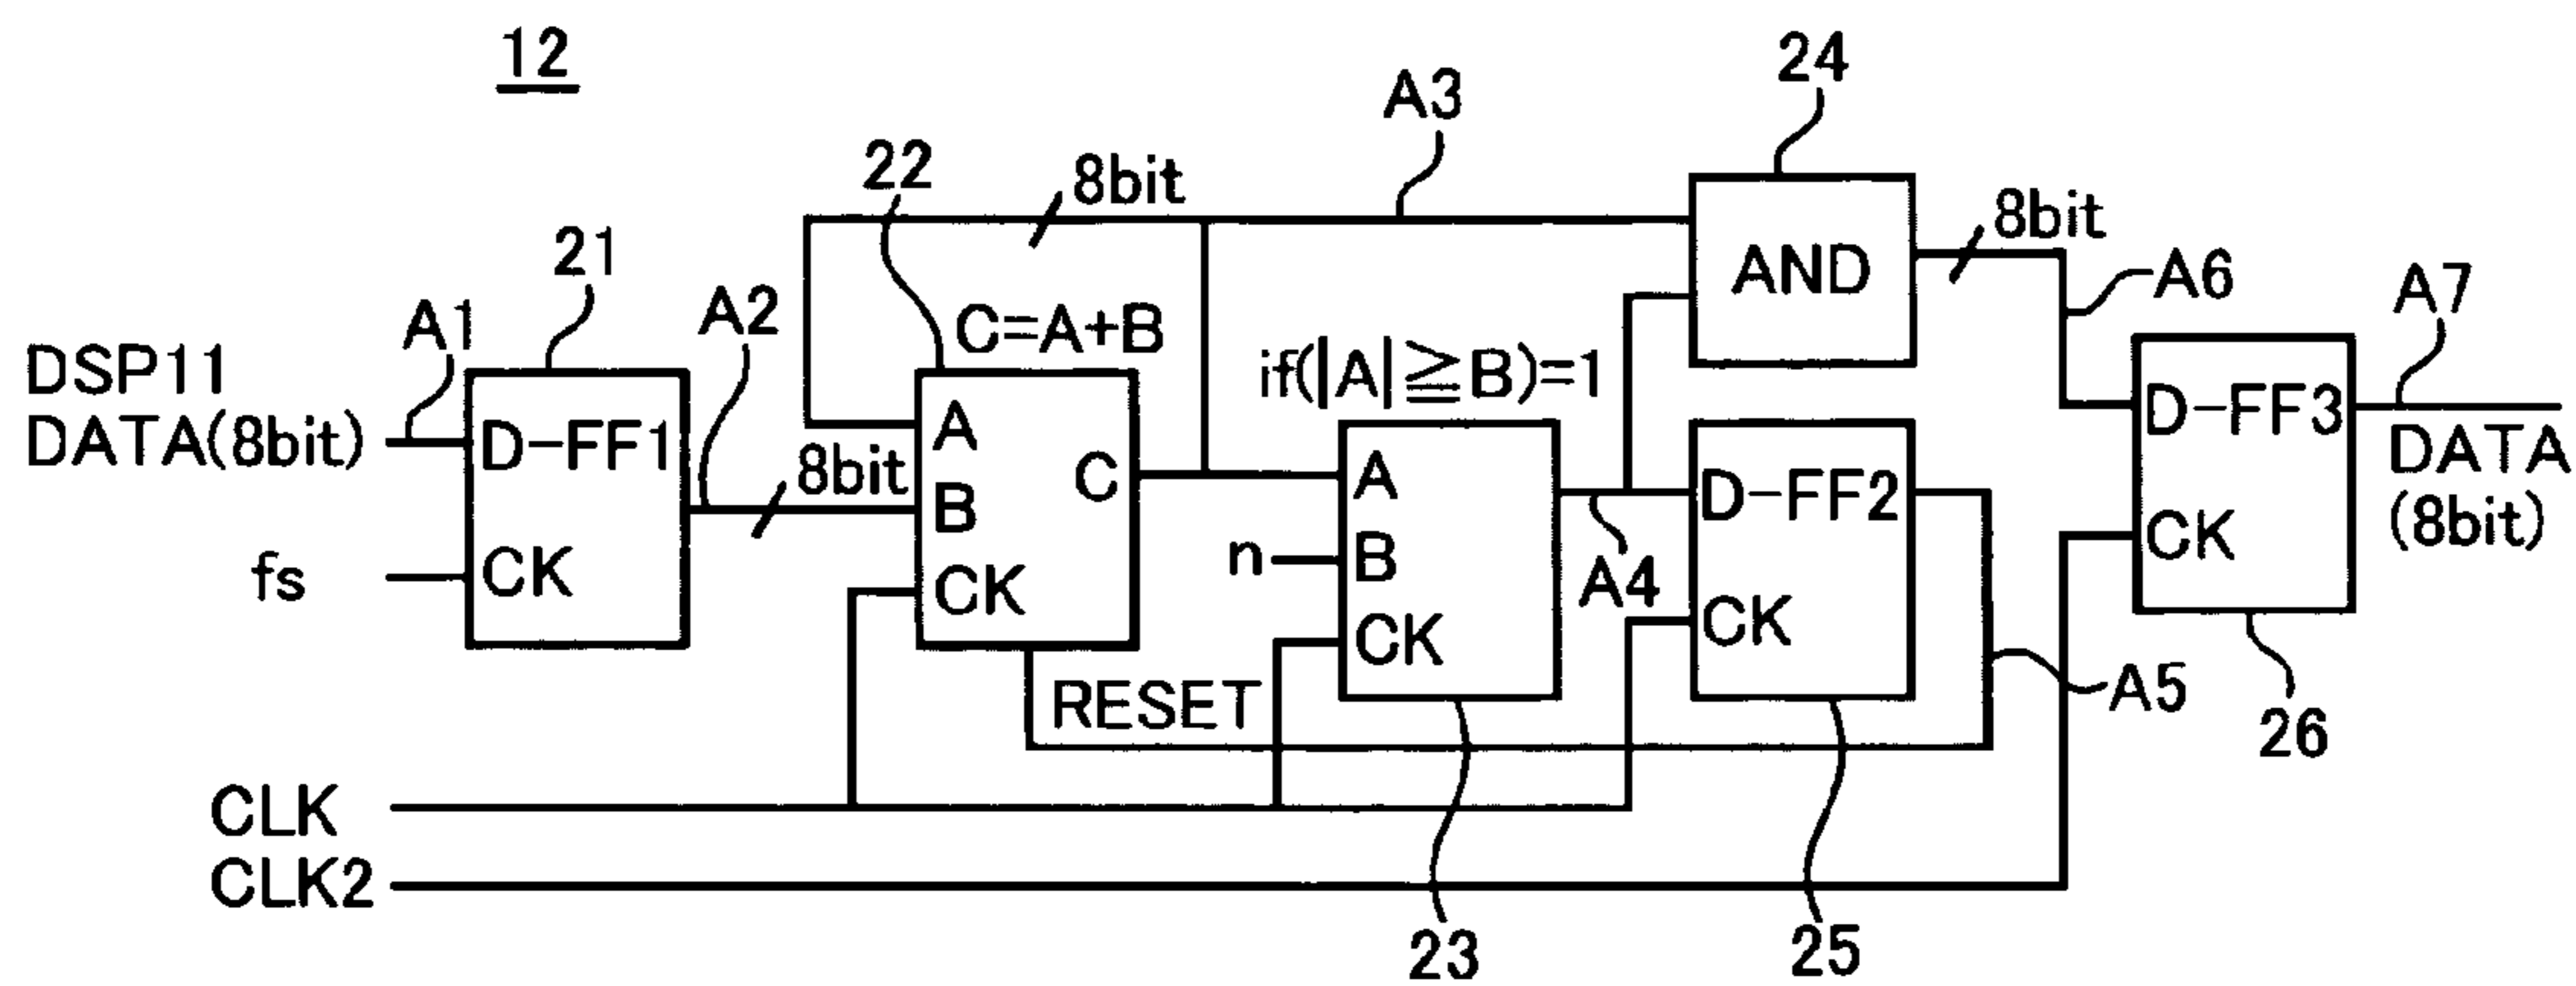 12
24
A3
22
8bit
8bit
21
A6
A7
A1
A2
C=A+B
AND
DSP11
DATA(8bit)
if(|A|≧B)=1
D-FF1
A
8bit
C
B
A
D-FF2
D-FF3
DATA
(8bit)
fs
CK
CK
n
B
A4
CK
CK
CK
RESET
A5
26
CLK
CLK2
23
25